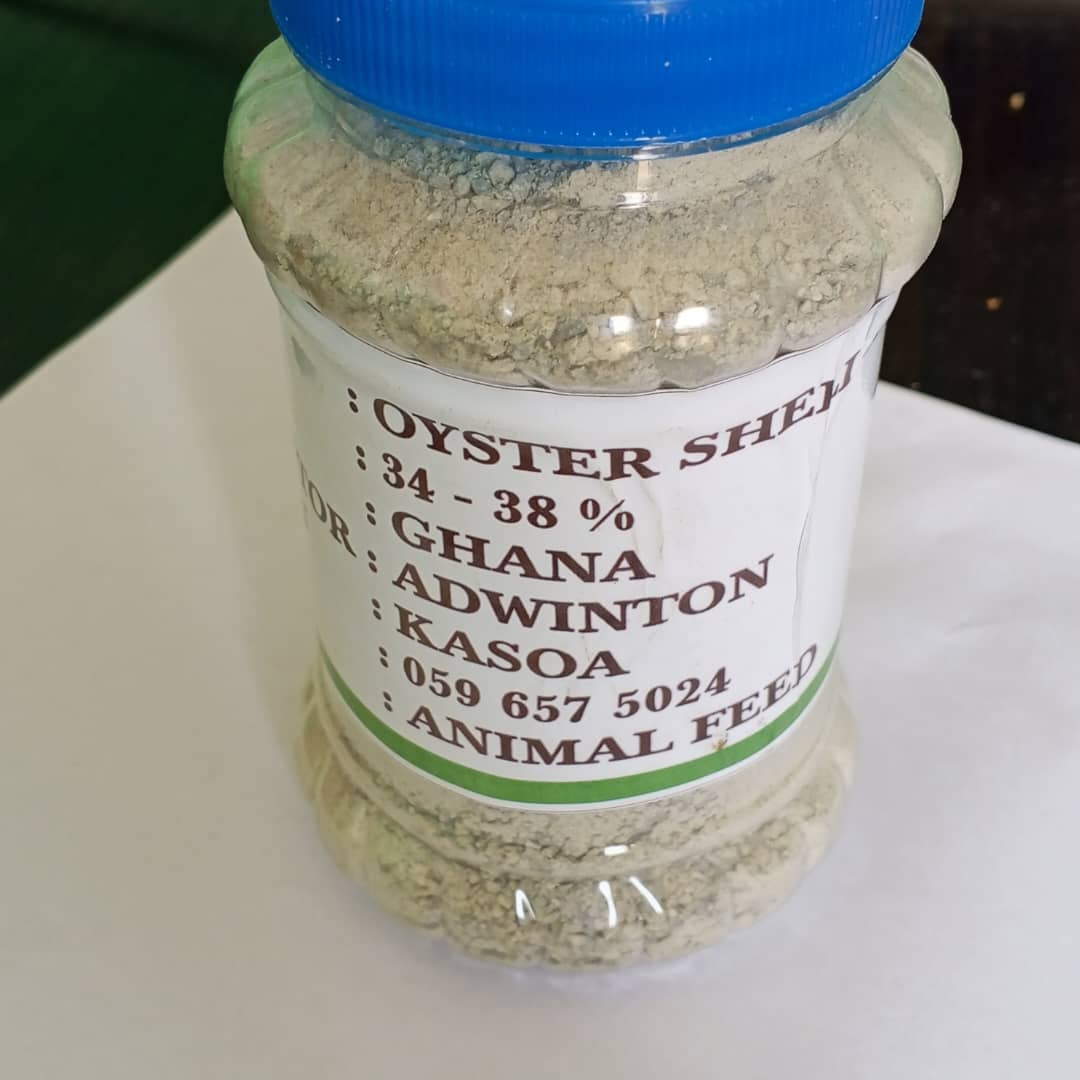 : OYSTER SHELL
: 34 - 38 %
: GHANA
TOR : ADWINTON
: KASOA
: 059 657 5024
: ANIMAL FEED